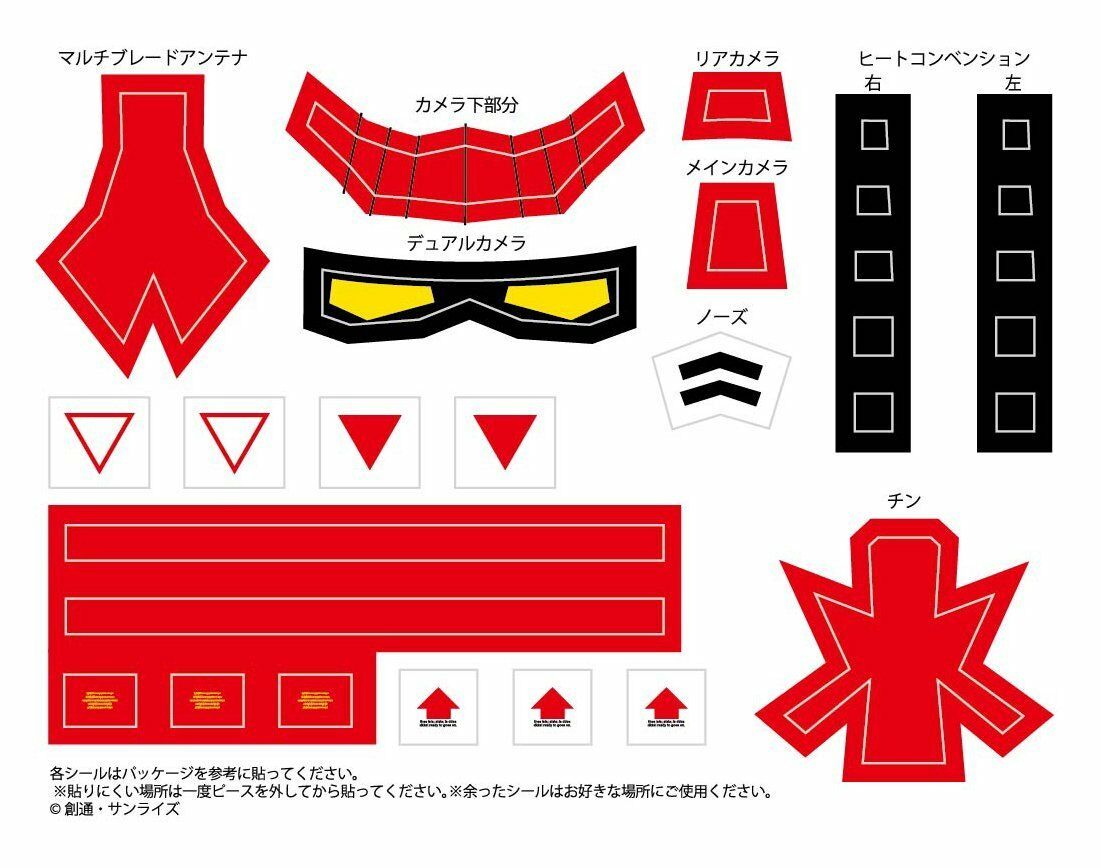 マルチブレードアンテナ
カメラ下部分
リアカメラ
ヒートコンベンション
右
左
メインカメラ
デュアルカメラ
ノーズ
チン
各シールはパッケージを参考に貼ってください。
※貼りにくい場所は一度ピースを外してから貼ってください。※余ったシールはお好きな場所にご使用ください。
© 創通・サンライズ